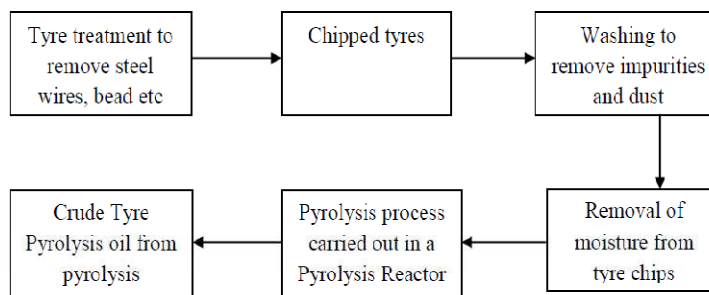 Tyre treatment to
remove steel
wires, bead etc
Chipped tyres
Washing to
remove impurities
and dust
Removal of
moisture from
tyre chips
Pyrolysis process
carried out in a
Pyrolysis Reactor
Crude Tyre
Pyrolysis oil from
pyrolysis